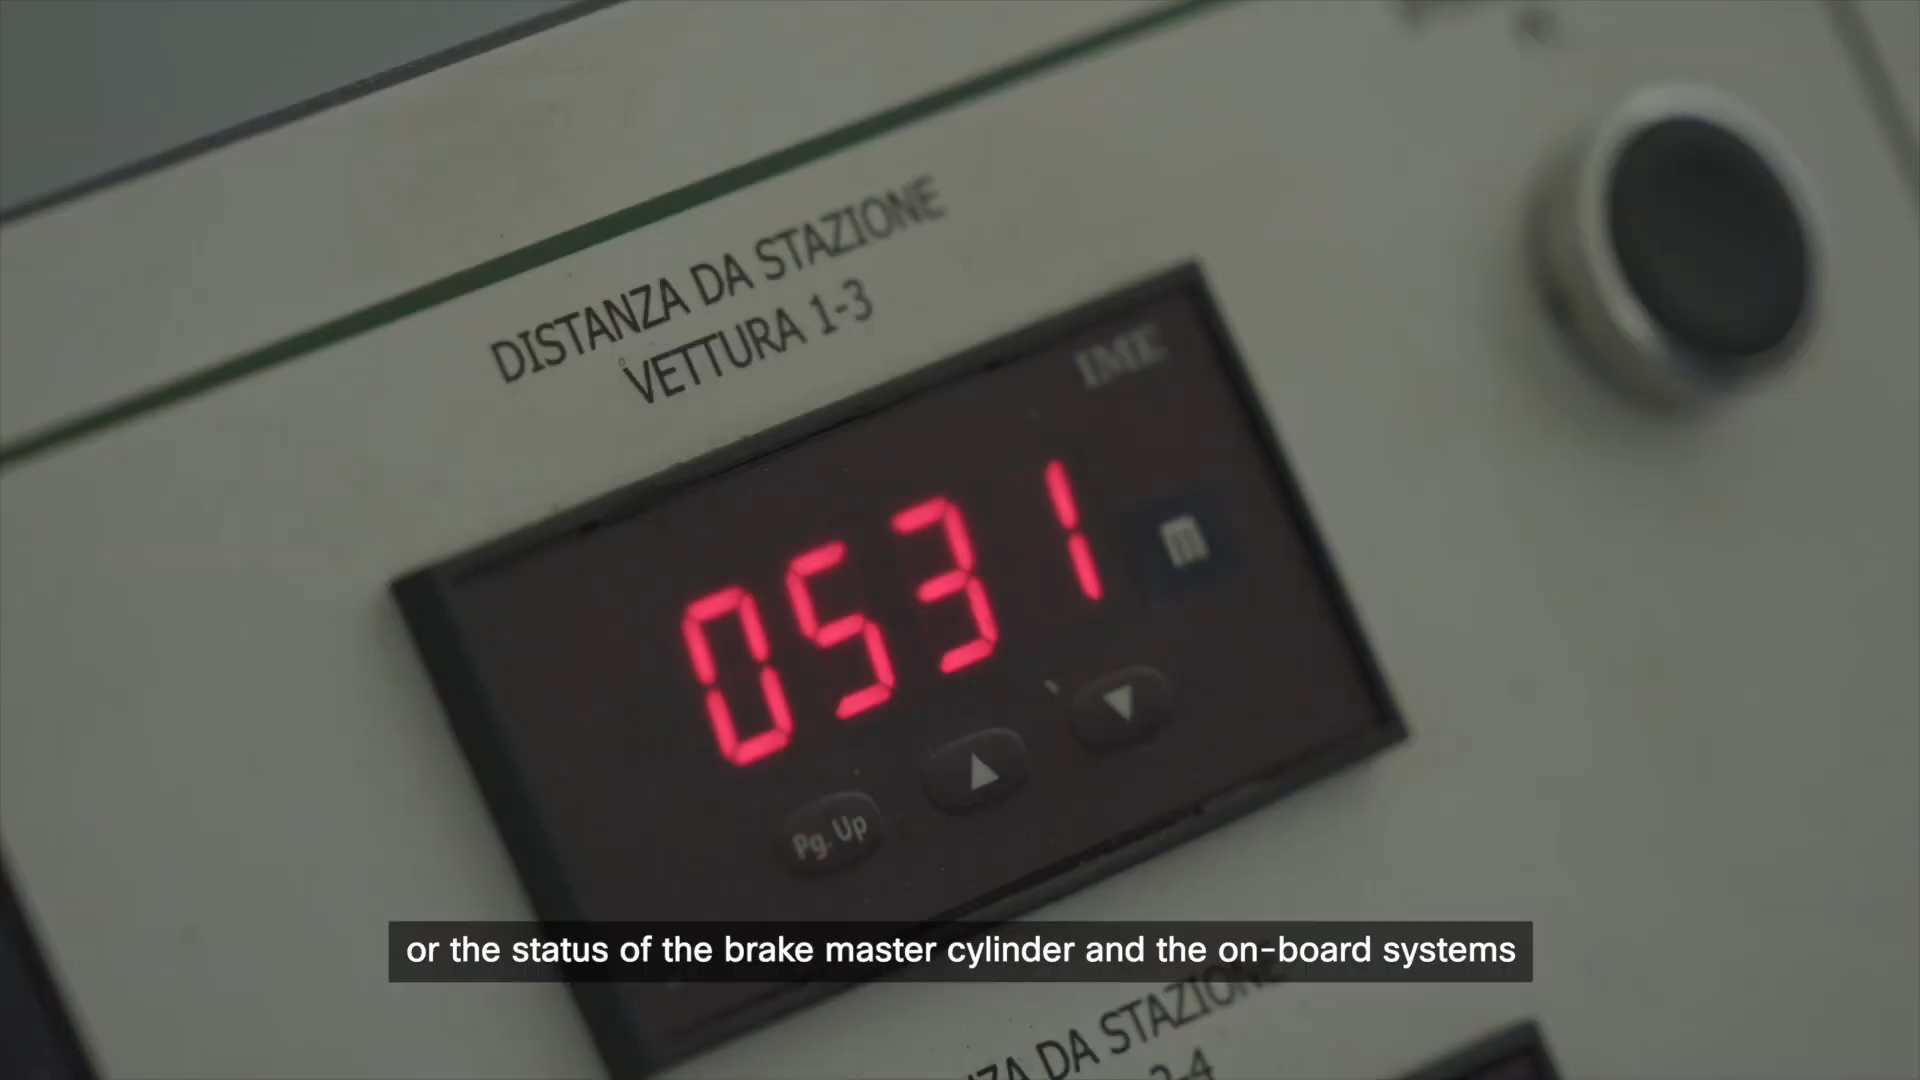 DISTANZA DA STAZIONE
VETTURA 1-3
IME
0531 m
Pg. Up
or the status of the brake master cylinder and the on-board systems
DA STAZIONE